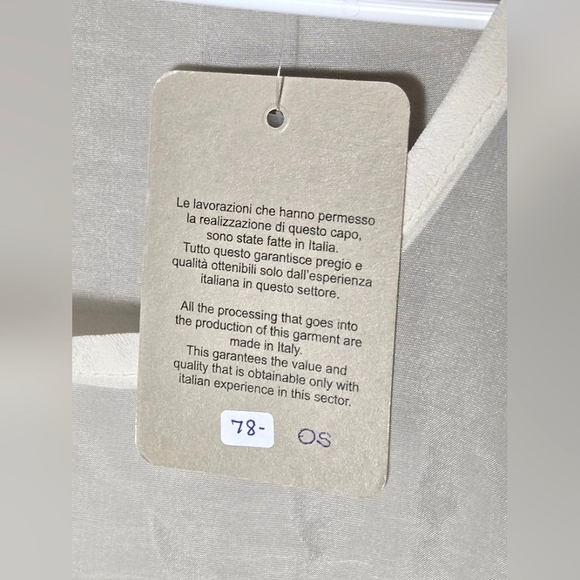 Le lavorazioni che hanno permesso
la realizzazione di questo capo,
sono state fatte in Italia.
Tutto questo garantisce pregio e
qualità ottenibili solo dall'esperienza
italiana in questo settore.
All the processing that goes into
the production of this garment are
made in Italy.
This garantees the value and
quality that is obtainable only with
italian experience in this sector.
78- OS